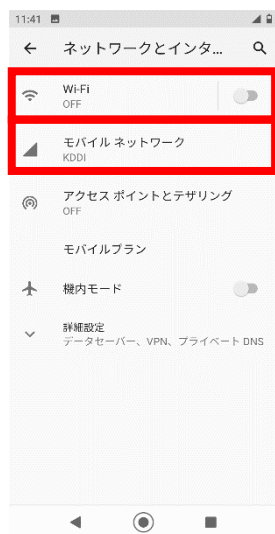 11:41
ネットワークとインタ...
Wi-Fi
OFF
モバイル ネットワーク
KDDI
アクセス ポイントとテザリング
OFF
モバイルプラン
機内モード
詳細設定
データセーバー、VPN、プライベート DNS